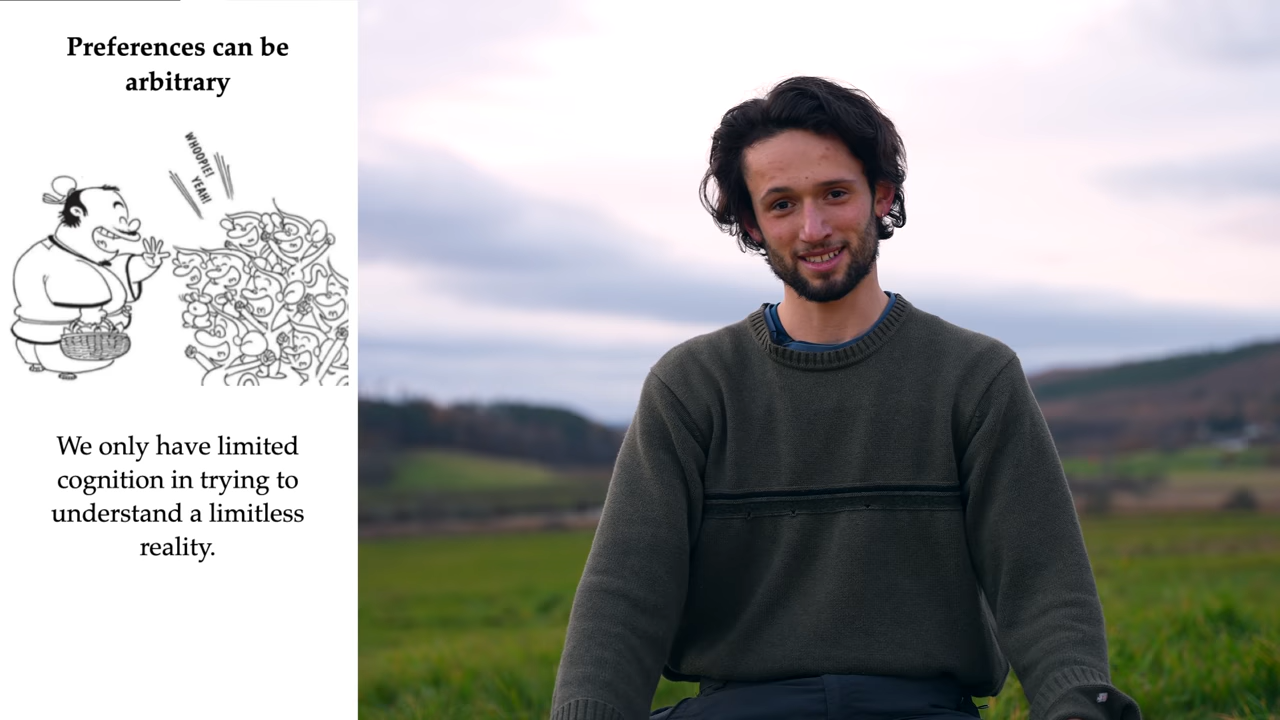 Preferences can be
arbitrary
WHOOPIE!
YEAH!
We only have limited
cognition in trying to
understand a limitless
reality.